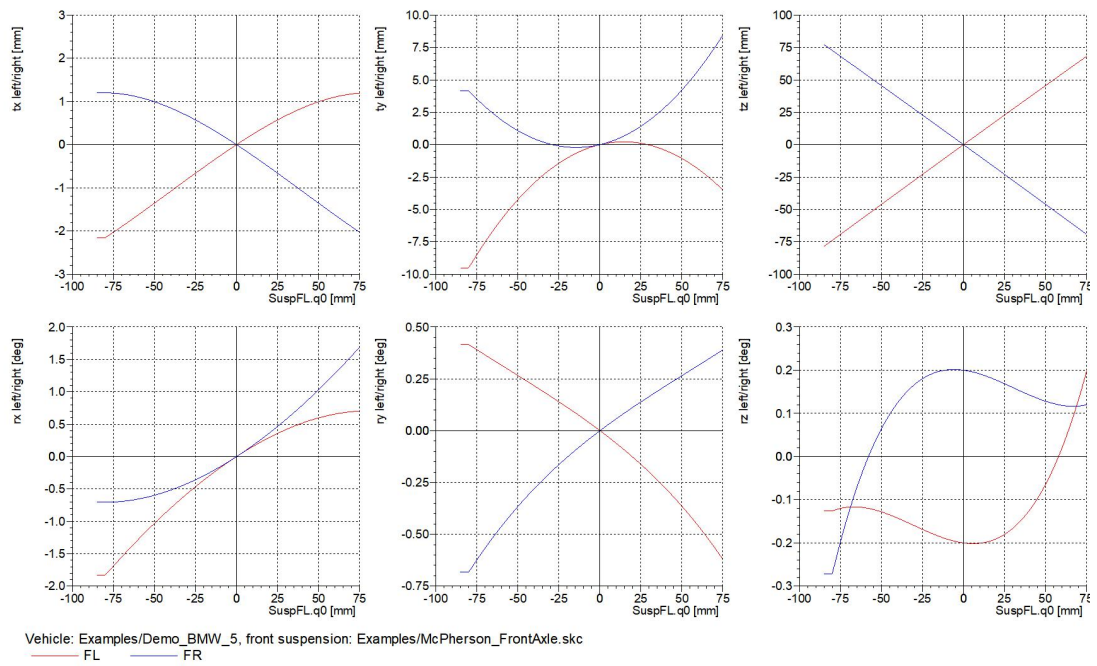 tx left/right [mm]
3
2
1
0
-1
-2
-3
-100 -75 -50 -25 0 25 50 75
SuspFL.q0 [mm]
ty left/right [mm]
10.0
7.5
5.0
2.5
0.0
-2.5
-5.0
-7.5
-10.0
-100 -75 -50 -25 0 25 50 75
SuspFL.q0 [mm]
tz left/right [mm]
100
75
50
25
0
-25
-50
-75
-100
-100 -75 -50 -25 0 25 50 75
SuspFL.q0 [mm]
rx left/right [deg]
2.0
1.5
1.0
0.5
0.0
-0.5
-1.0
-1.5
-2.0
-100 -75 -50 -25 0 25 50 75
SuspFL.q0 [mm]
ry left/right [deg]
0.50
0.25
0.00
-0.25
-0.50
-0.75
-100 -75 -50 -25 0 25 50 75
SuspFL.q0 [mm]
rz left/right [deg]
0.3
0.2
0.1
0.0
-0.1
-0.2
-0.3
-100 -75 -50 -25 0 25 50 75
SuspFL.q0 [mm]
Vehicle: Examples/Demo_BMW_5, front suspension: Examples/McPherson_FrontAxle.skc
FL FR